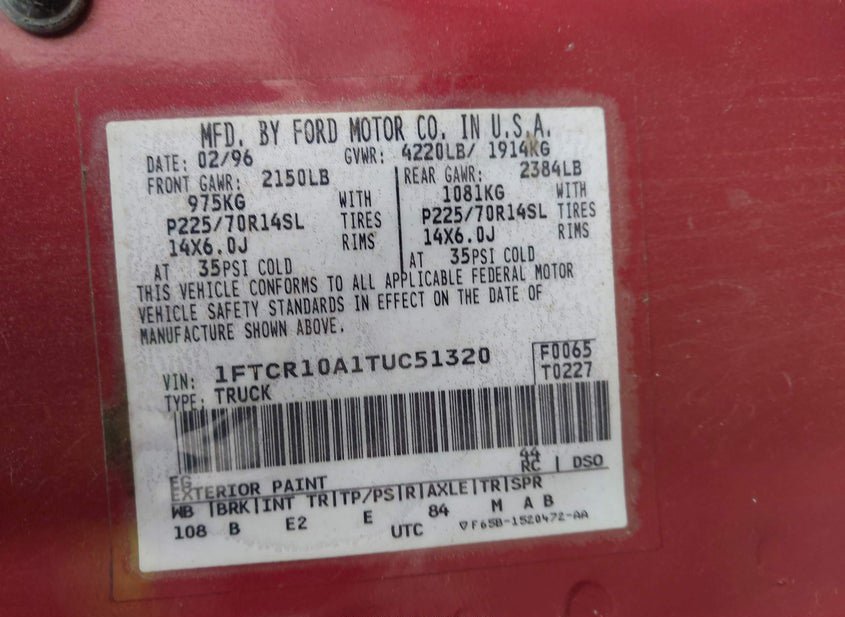 MFD. BY FORD MOTOR CO. IN U.S.A.
DATE: 02/96 GVWR: 4220LB/ 1914KG
FRONT GAWR: 2150LB REAR GAWR: 2384LB
975KG WITH 1081KG WITH
P225/70R14SL TIRES P225/70R14SL TIRES
14X6.0J RIMS 14X6.0J RIMS
AT 35PSI COLD AT 35PSI COLD
THIS VEHICLE CONFORMS TO ALL APPLICABLE FEDERAL MOTOR
VEHICLE SAFETY STANDARDS IN EFFECT ON THE DATE OF
MANUFACTURE SHOWN ABOVE.
VIN: 1FTCR10A1TUC51320 F0065
TYPE: TRUCK T0227
44
EG RC | DSO
EXTERIOR PAINT
WB |BRK|INT TR|TP/PS|R|AXLE|TR|SPR
108 B E2 E 84 M A B
UTC ▽F65B-1520472-AA